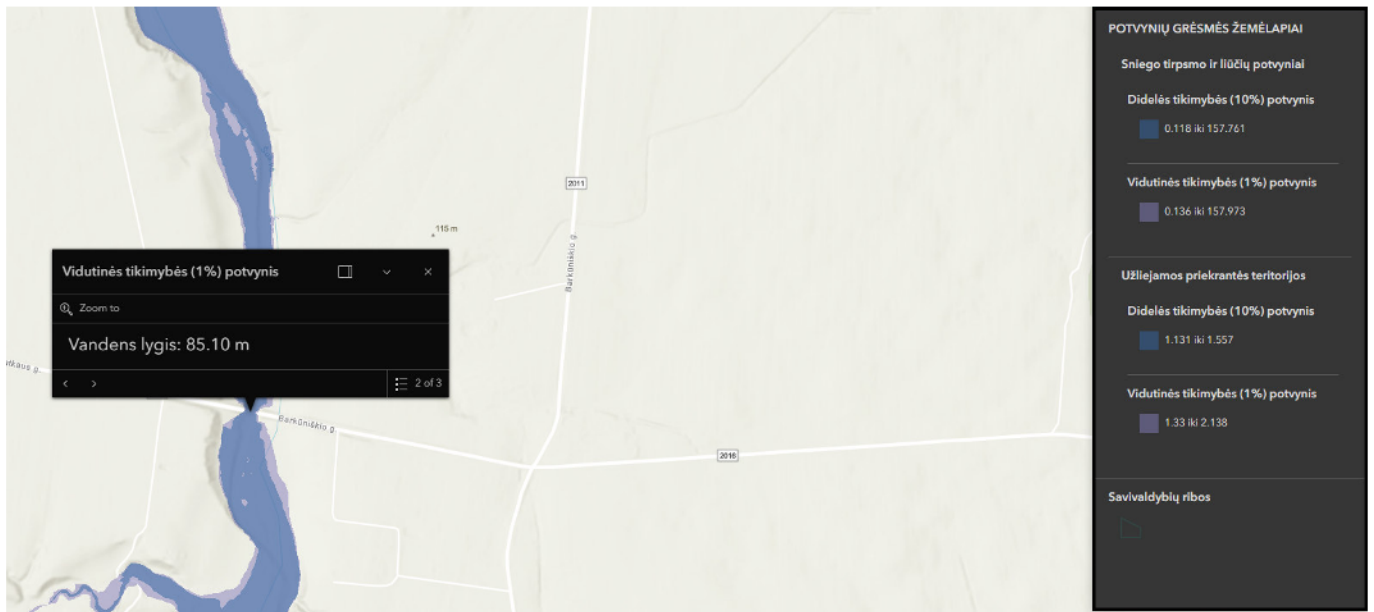 2011
115 m
Barkūniškio g.
Vidutinės tikimybės (1%) potvynis
Zoom to
Vandens lygis: 85.10 m
2 of 3
Barkūniškio g.
2016
POTVYNIŲ GRĖSMĖS ŽEMĖLAPIAI
Sniego tirpsmo ir liūčių potvyniai
Didelės tikimybės (10%) potvynis
0.118 iki 157.761
Vidutinės tikimybės (1%) potvynis
0.136 iki 157.973
Užliejamos priekrantės teritorijos
Didelės tikimybės (10%) potvynis
1.131 iki 1.557
Vidutinės tikimybės (1%) potvynis
1.33 iki 2.138
Savivaldybių ribos